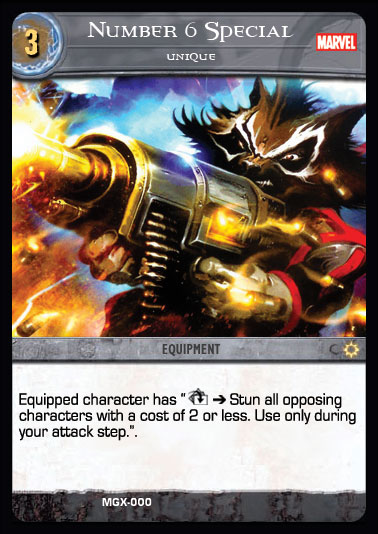 3
Number 6 Special
MARVEL
UNIQUE
EQUIPMENT
C
Equipped character has " ➔ Stun all opposing
characters with a cost of 2 or less. Use only during
your attack step.".
MGX-000